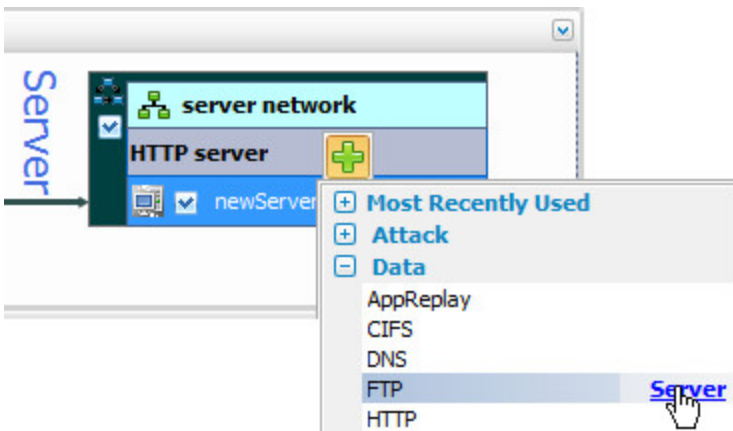 Server
server network
HTTP server
newServer
Most Recently Used
Attack
Data
AppReplay
CIFS
DNS
FTP Server
HTTP